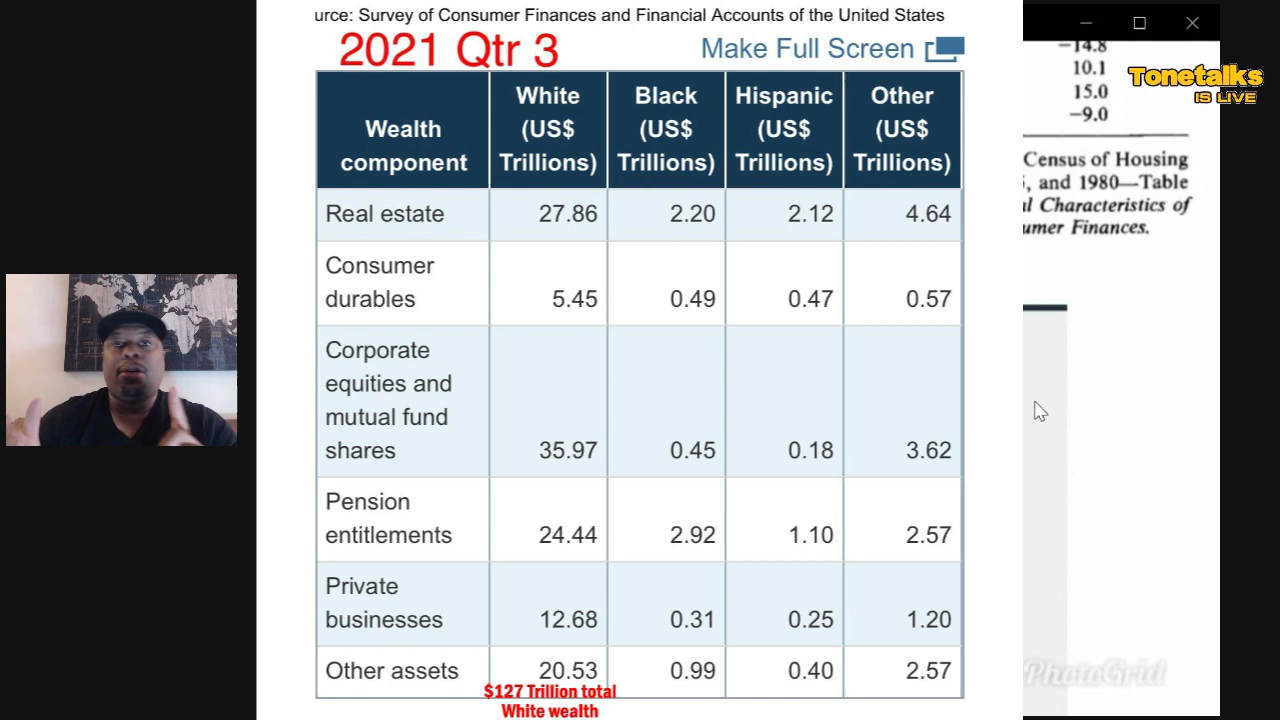 urce: Survey of Consumer Finances and Financial Accounts of the United States
2021 Qtr 3
Make Full Screen
Wealth component
White (US$ Trillions)
Black (US$ Trillions)
Hispanic (US$ Trillions)
Other (US$ Trillions)
Real estate 27.86 2.20 2.12 4.64
Consumer
durables 5.45 0.49 0.47 0.57
Corporate
equities and
mutual fund
shares 35.97 0.45 0.18 3.62
Pension
entitlements 24.44 2.92 1.10 2.57
Private
businesses 12.68 0.31 0.25 1.20
Other assets 20.53 0.99 0.40 2.57
$127 Trillion total
White wealth
−14.8
10.1
15.0
−9.0
Tonetalks
IS LIVE
Census of Housing
, and 1980—Table
l Characteristics of
umer Finances.
PhotoGrid